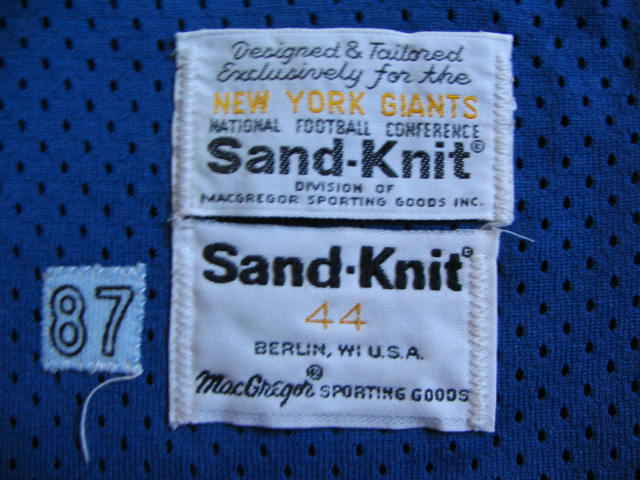 Designed & Tailored
Exclusively for the
NEW YORK GIANTS
NATIONAL FOOTBALL CONFERENCE
Sand-Knit®
DIVISION OF
MACGREGOR SPORTING GOODS INC.
Sand-Knit®
44
BERLIN, WI U.S.A.
MacGregor® SPORTING GOODS
87